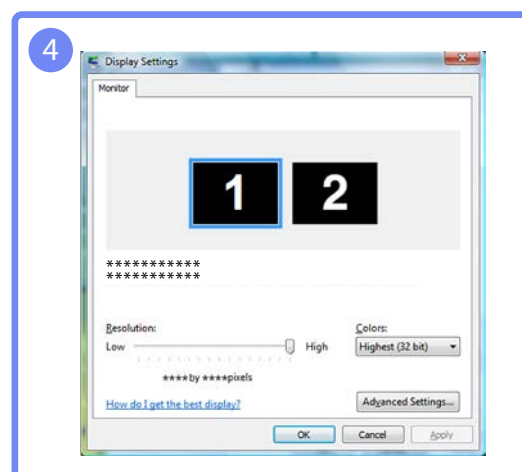 4
Display Settings
Monitor
1 2
***********
***********
Resolution: Colors:
Low High Highest (32 bit)
****by ****pixels
How do I get the best display? Advanced Settings...
OK Cancel Apply